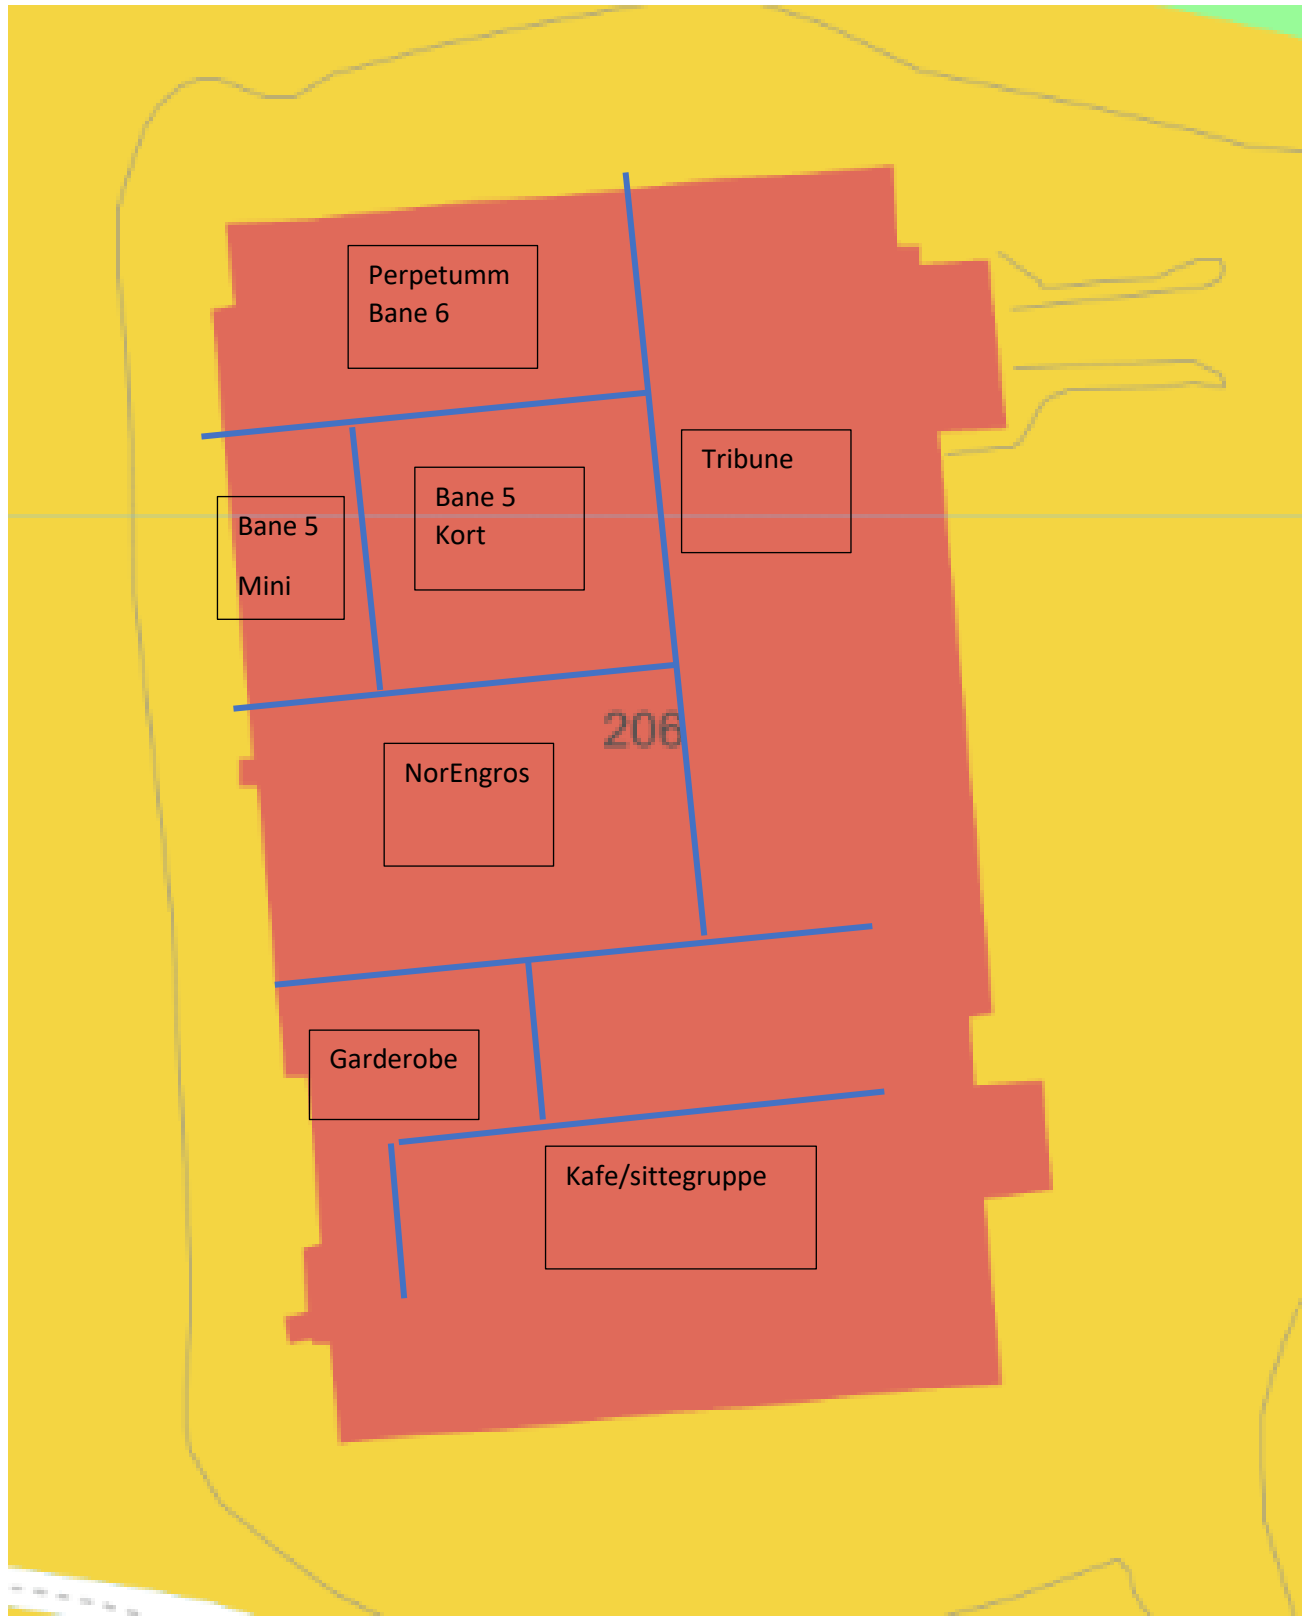 Perpetumm
Bane 6
Tribune
Bane 5
Kort
Bane 5
Mini
206
NorEngros
Garderobe
Kafe/sittegruppe